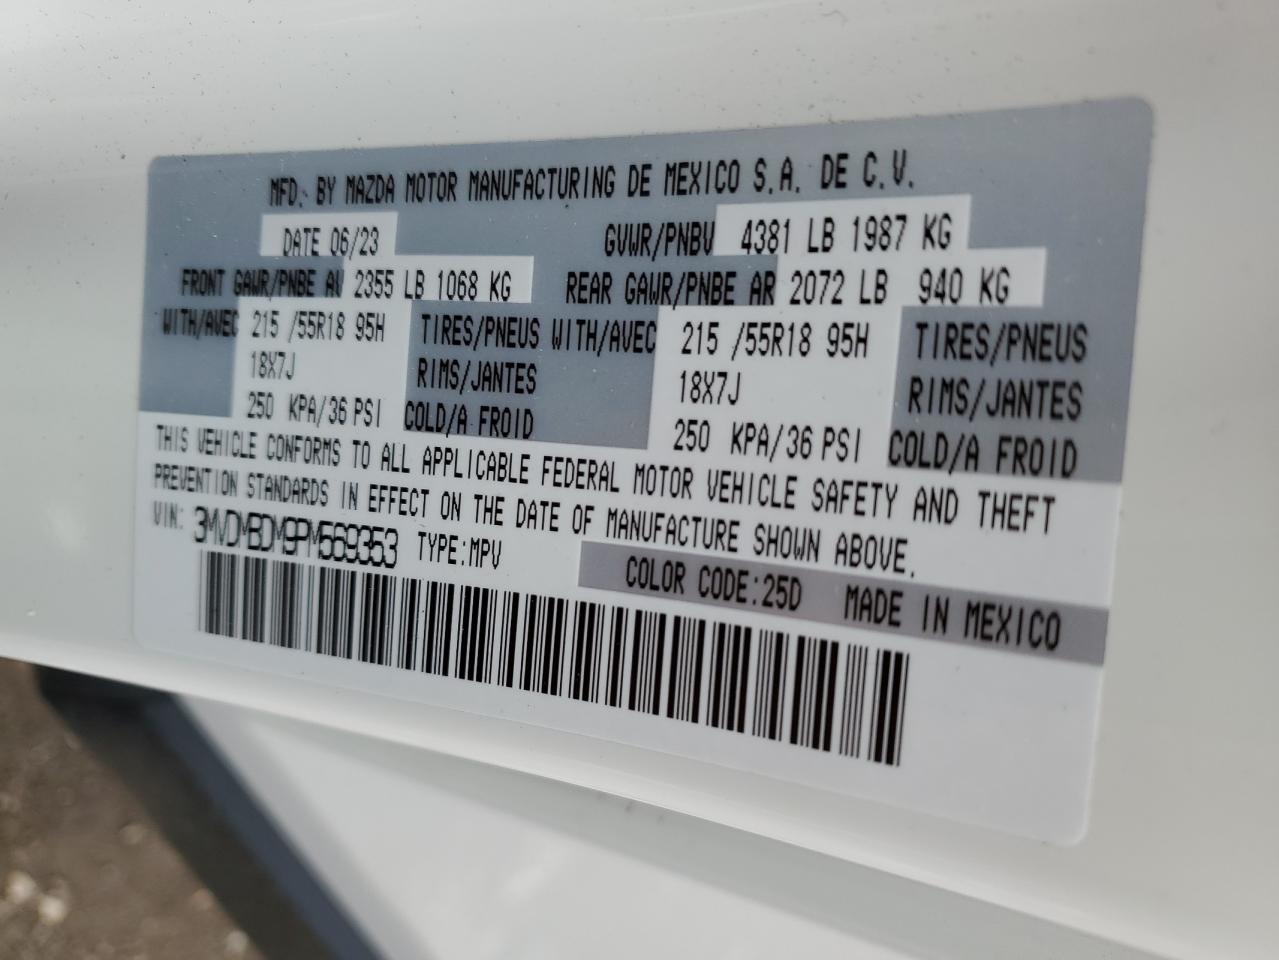 MFD. BY MAZDA MOTOR MANUFACTURING DE MEXICO S.A. DE C.V.
DATE 06/23 GVWR/PNBV 4381 LB 1987 KG
FRONT GAWR/PNBE AV 2355 LB 1068 KG REAR GAWR/PNBE AR 2072 LB 940 KG
WITH/AVEC 215 /55R18 95H TIRES/PNEUS WITH/AVEC 215 /55R18 95H TIRES/PNEUS
18X7J RIMS/JANTES 18X7J RIMS/JANTES
250 KPA/36 PSI COLD/A FROID 250 KPA/36 PSI COLD/A FROID
THIS VEHICLE CONFORMS TO ALL APPLICABLE FEDERAL MOTOR VEHICLE SAFETY AND THEFT
PREVENTION STANDARDS IN EFFECT ON THE DATE OF MANUFACTURE SHOWN ABOVE.
VIN: 3MVDMBDM9PM569353 TYPE:MPV
COLOR CODE:25D MADE IN MEXICO